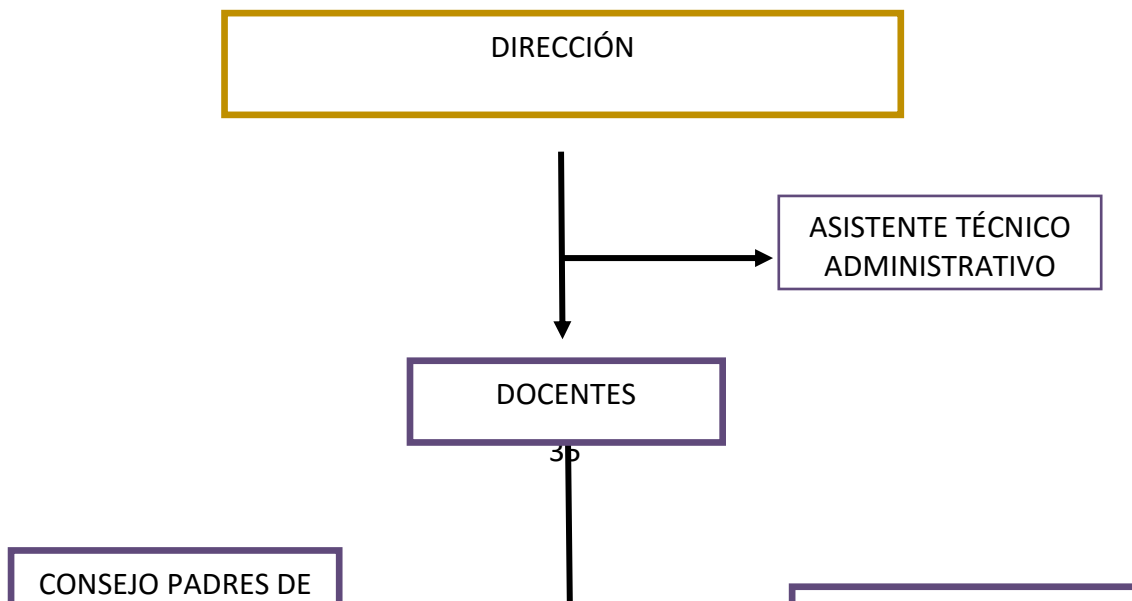 DIRECCIÓN
ASISTENTE TÉCNICO
ADMINISTRATIVO
DOCENTES
CONSEJO PADRES DE